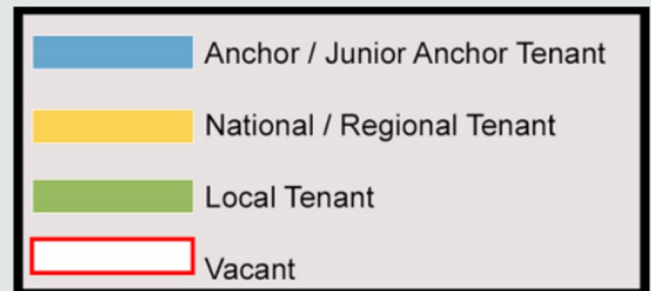 Anchor / Junior Anchor Tenant
National / Regional Tenant
Local Tenant
Vacant